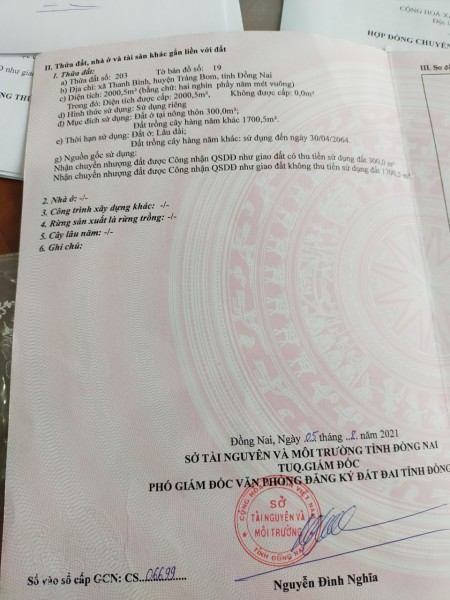 CỘNG HÒA X
Độc
HỢP ĐỒNG CHUYỂN
II. Thửa đất, nhà ở và tài sản khác gắn liền với đất
1. Thửa đất:
a) Thửa đất số: 203 Tờ bản đồ số: 19
b) Địa chỉ: xã Thanh Bình, huyện Trảng Bom, tỉnh Đồng Nai
c) Diện tích: 2000,5m² (bằng chữ: hai nghìn phẩy năm mét vuông)
Trong đó: Diện tích được cấp: 2000,5m², Không được cấp: 0,0m²
d) Hình thức sử dụng: Sử dụng riêng
đ) Mục đích sử dụng: Đất ở tại nông thôn 300,0m²;
Đất trồng cây hàng năm khác 1700,5m².
e) Thời hạn sử dụng: Đất ở: Lâu dài;
Đất trồng cây hàng năm khác: sử dụng đến ngày 30/04/2064.
g) Nguồn gốc sử dụng:
Nhận chuyển nhượng đất được Công nhận QSDĐ như giao đất có thu tiền sử dụng đất 300,0 m²
Nhận chuyển nhượng đất được Công nhận QSDĐ như giao đất không thu tiền sử dụng đất 1700,5m²
2. Nhà ở: -/-
3. Công trình xây dựng khác: -/-
4. Rừng sản xuất là rừng trồng: -/-
5. Cây lâu năm: -/-
6. Ghi chú:
III. Sơ đồ
Đồng Nai, Ngày 05 tháng 8 năm 2021
SỞ TÀI NGUYÊN VÀ MÔI TRƯỜNG TỈNH ĐỒNG NAI
TUQ.GIÁM ĐỐC
PHÓ GIÁM ĐỐC VĂN PHÒNG ĐĂNG KÝ ĐẤT ĐAI TỈNH ĐỒNG
SỞ
TÀI NGUYÊN VÀ
MÔI TRƯỜNG
TỈNH ĐỒNG NAI
Số vào sổ cấp GCN: CS 06699
Nguyễn Đình Nghĩa